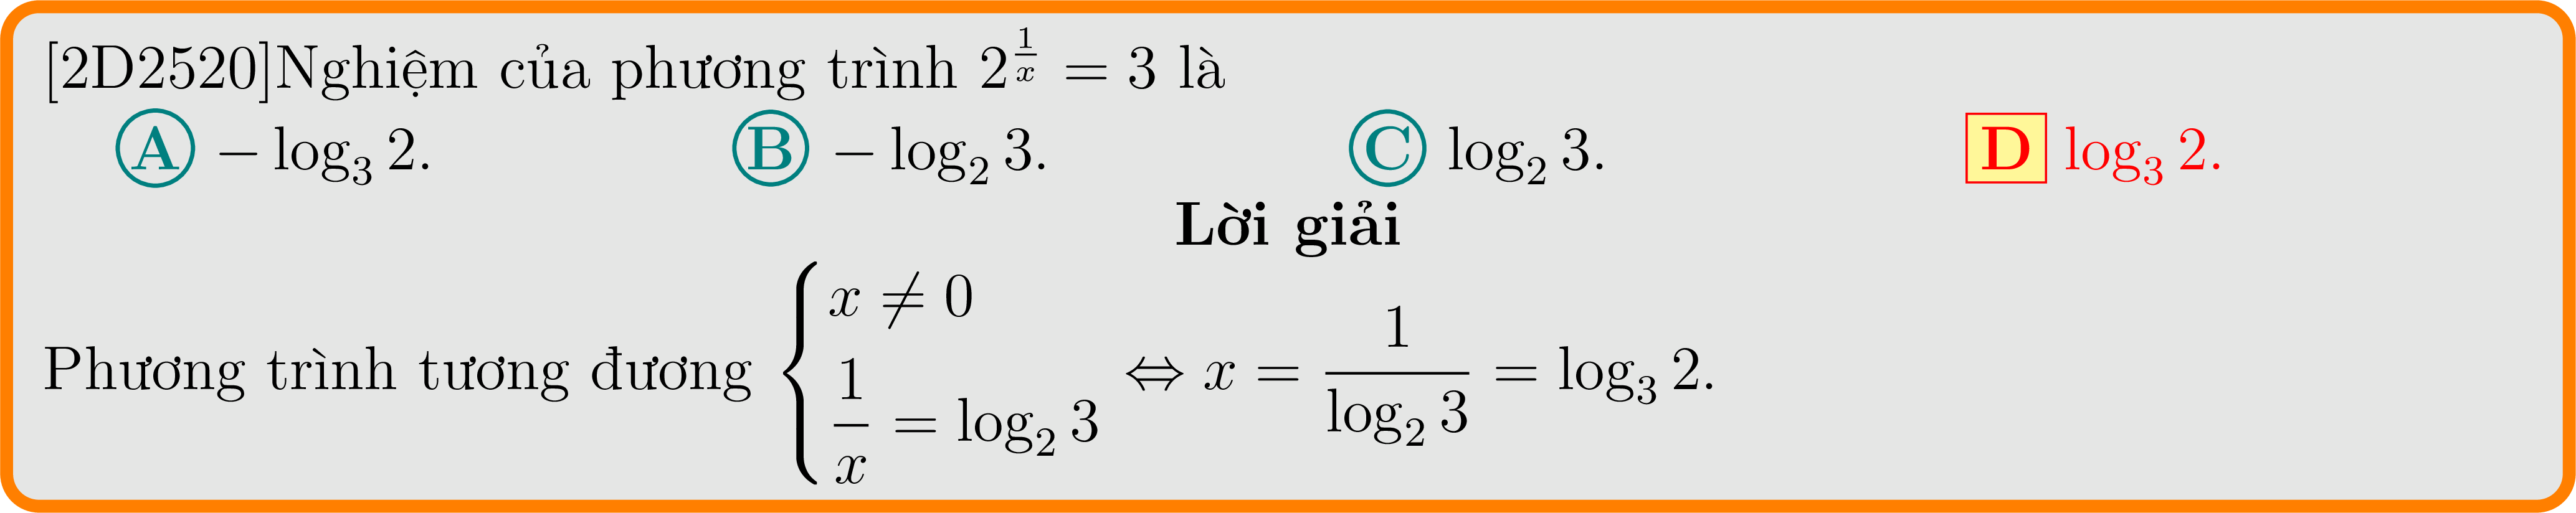 [2D2520]Nghiệm của phương trình $2^{\frac{1}{x}} = 3$ là
A $-\log_3 2$. B $-\log_2 3$. C $\log_2 3$. D $\log_3 2$.
Lời giải
Phương trình tương đương $\begin{cases} x \neq 0 \\ \dfrac{1}{x} = \log_2 3 \end{cases} \Leftrightarrow x = \dfrac{1}{\log_2 3} = \log_3 2.$